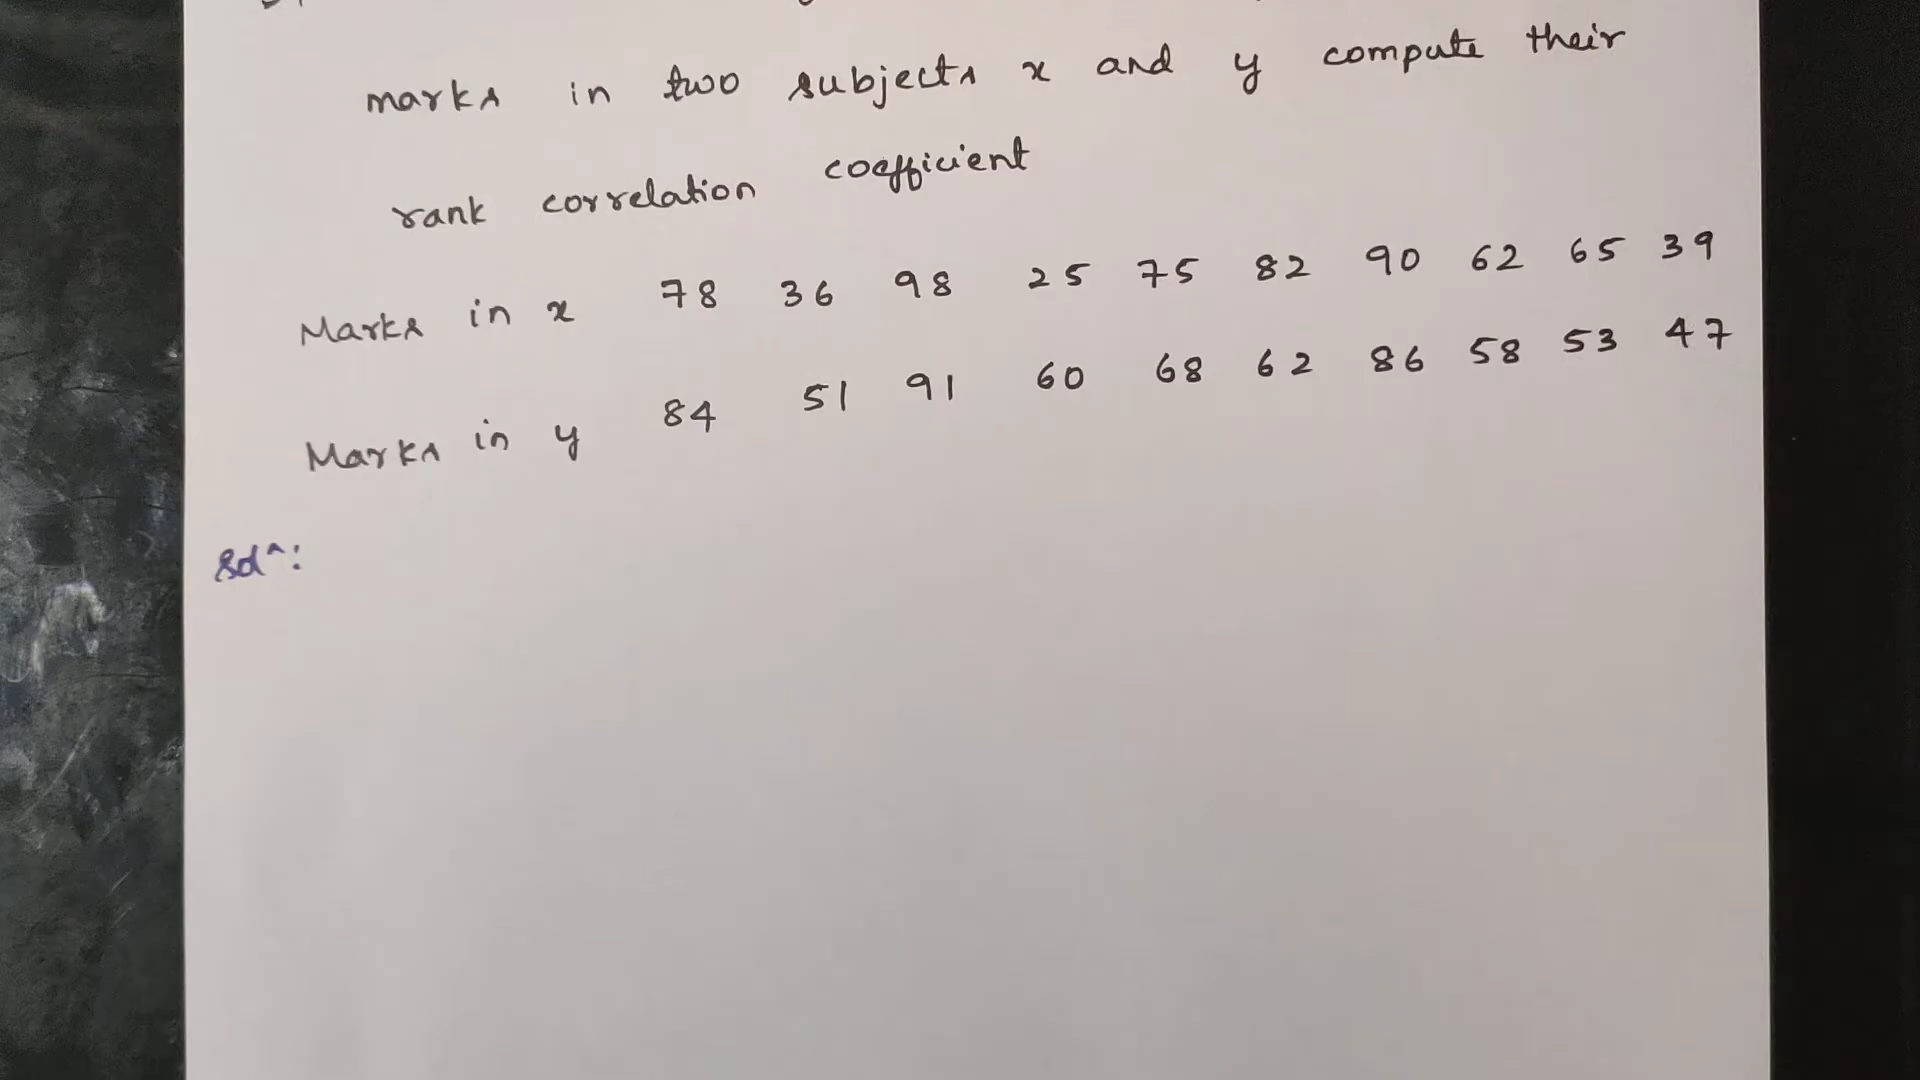 marks in two subjects x and y compute their
rank correlation coefficient
Marks in x 78 36 98 25 75 82 90 62 65 39
Marks in y 84 51 91 60 68 62 86 58 53 47
Soln: